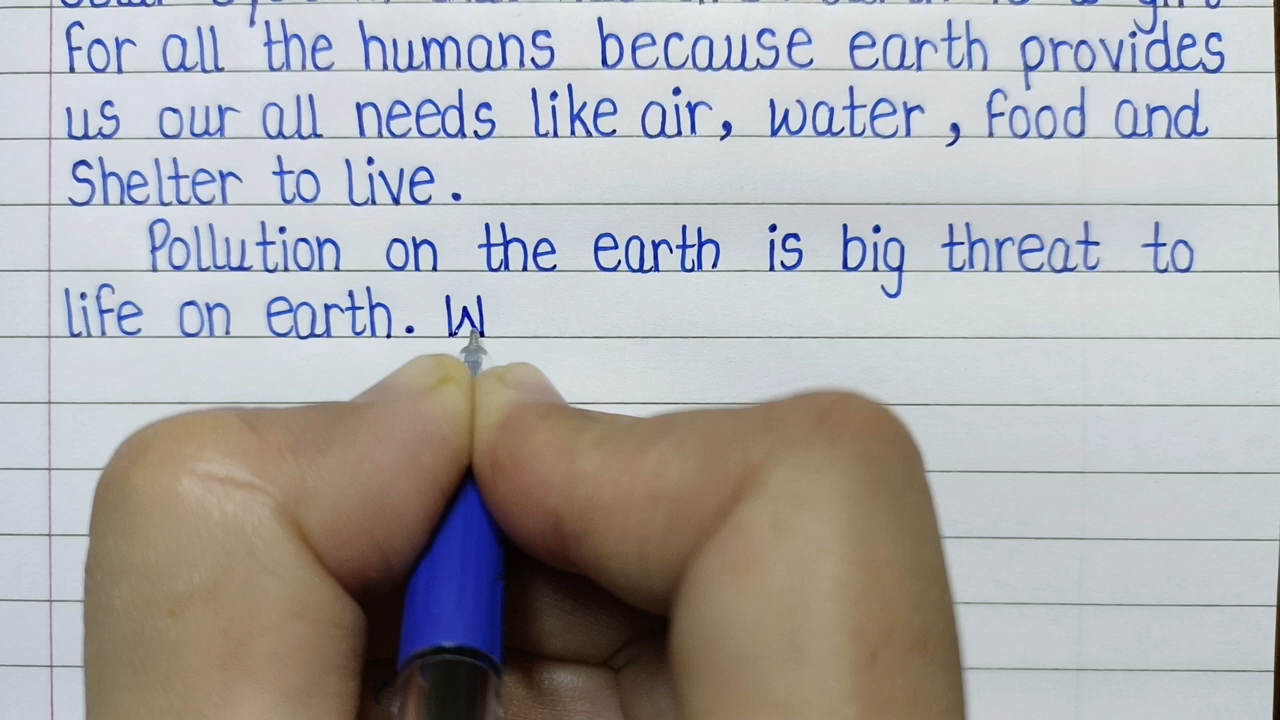 for all the humans because earth provides
us our all needs like air, water, food and
Shelter to live.
Pollution on the earth is big threat to
life on earth. W